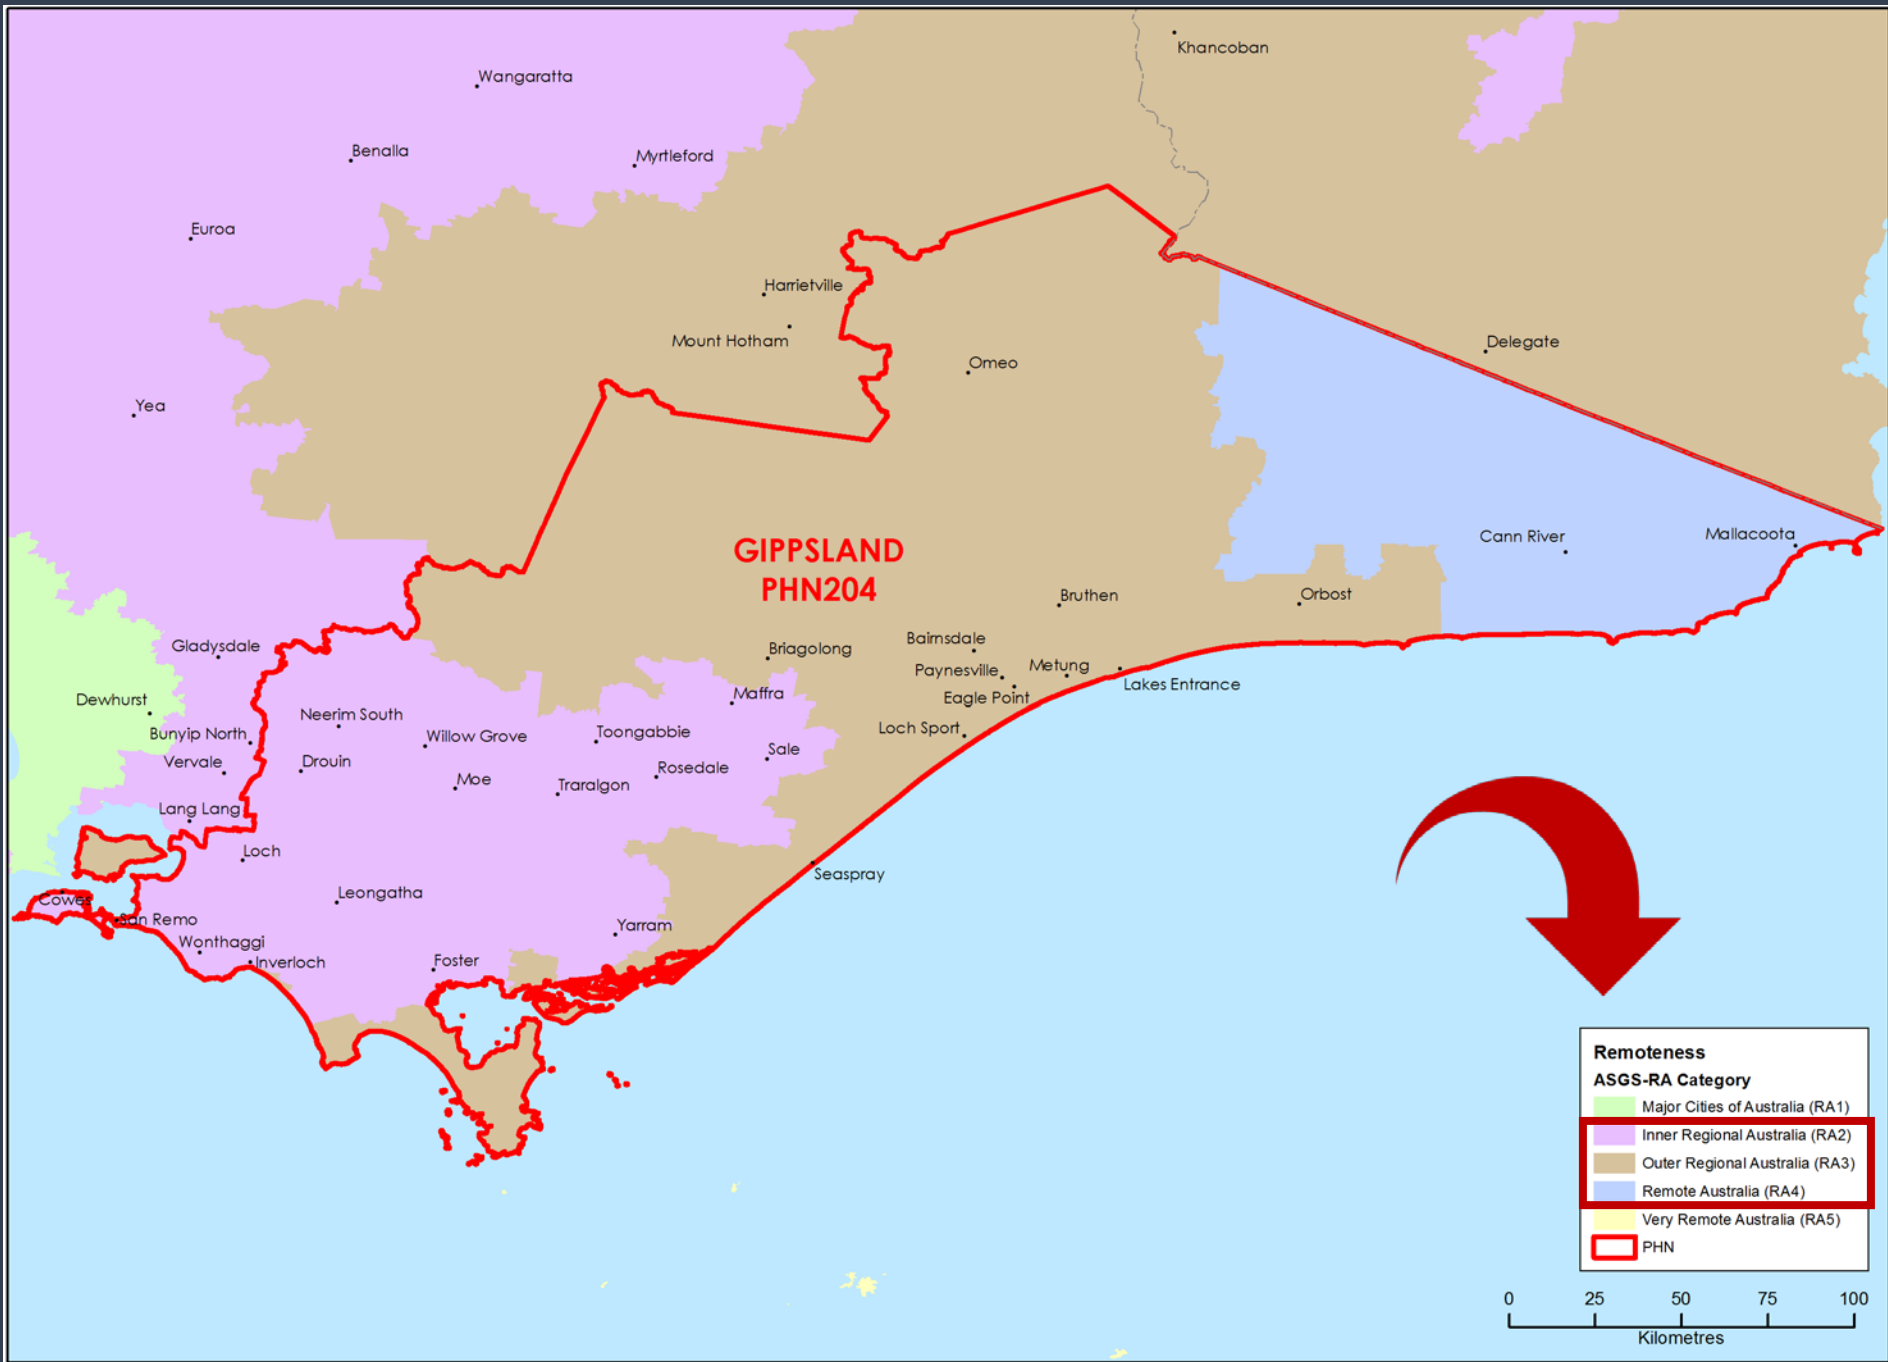 Khancoban
Wangaratta
Benalla
Myrtleford
Euroa
Harrietville
Mount Hotham
Delegate
Omeo
Yea
Cann River
Mallacoota
GIPPSLAND
PHN204
Bruthen
Orbost
Bairnsdale
Gladysdale
Briagolong
Paynesville
Metung
Lakes Entrance
Eagle Point
Dewhurst
Maffra
Neerim South
Loch Sport
Bunyip North
Willow Grove
Toongabbie
Sale
Vervale
Drouin
Rosedale
Moe
Traralgon
Lang Lang
Loch
Seaspray
Leongatha
Cowes
San Remo
Yarram
Wonthaggi
Inverloch
Foster
Remoteness
ASGS-RA Category
Major Cities of Australia (RA1)
Inner Regional Australia (RA2)
Outer Regional Australia (RA3)
Remote Australia (RA4)
Very Remote Australia (RA5)
PHN
0 25 50 75 100
Kilometres